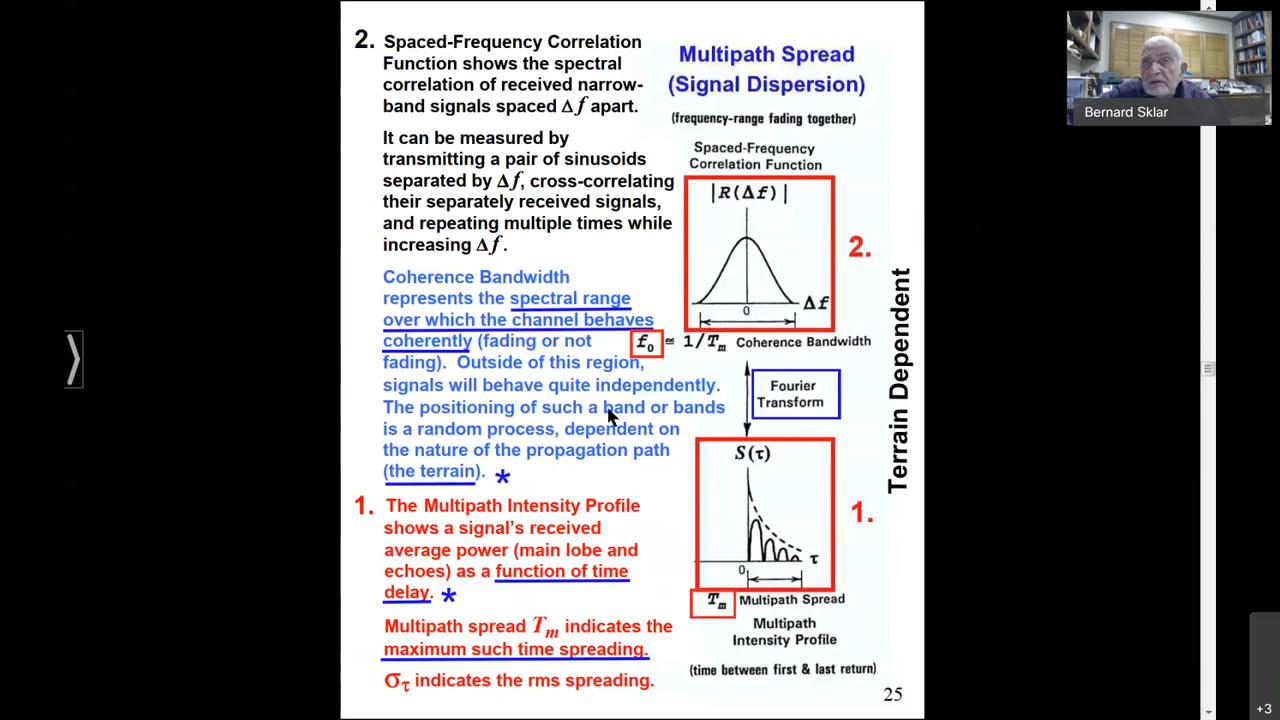 2. Spaced-Frequency Correlation
Function shows the spectral
correlation of received narrow-
band signals spaced Δf apart.
It can be measured by
transmitting a pair of sinusoids
separated by Δf, cross-correlating
their separately received signals,
and repeating multiple times while
increasing Δf.
Coherence Bandwidth
represents the spectral range
over which the channel behaves
coherently (fading or not
fading). Outside of this region,
signals will behave quite independently.
The positioning of such a band or bands
is a random process, dependent on
the nature of the propagation path
(the terrain). *
1. The Multipath Intensity Profile
shows a signal's received
average power (main lobe and
echoes) as a function of time
delay. *
Multipath spread Tm indicates the
maximum such time spreading.
στ indicates the rms spreading.
Multipath Spread
(Signal Dispersion)
(frequency-range fading together)
Spaced-Frequency
Correlation Function
|R(Δf)|
2.
Δf
0
f0 ≅ 1/Tm Coherence Bandwidth
Fourier
Transform
S(τ)
1.
τ
0
Tm Multipath Spread
Multipath
Intensity Profile
(time between first & last return)
25
Terrain Dependent
Bernard Sklar
+3